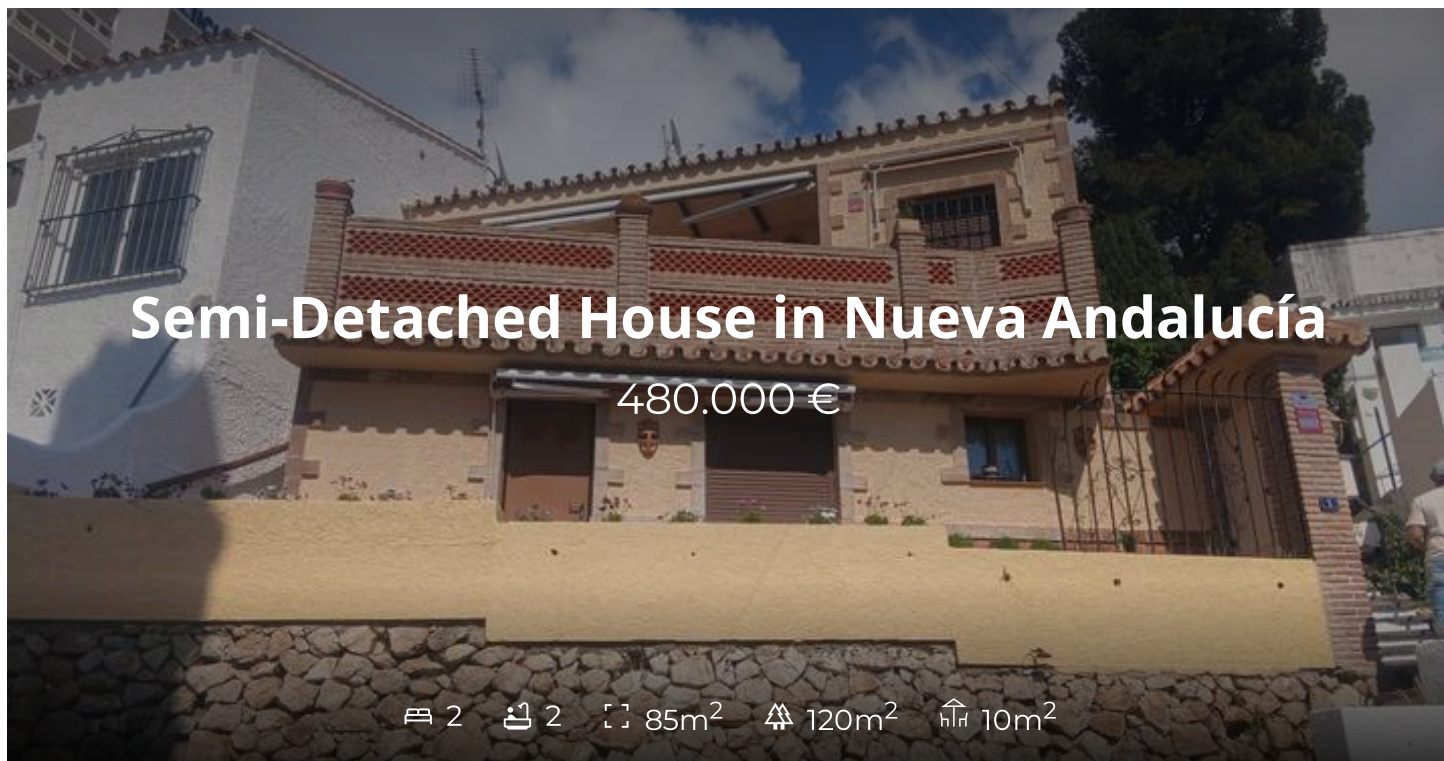 Semi-Detached House in Nueva Andalucía
480.000 €
2 2 85m² 120m² 10m²